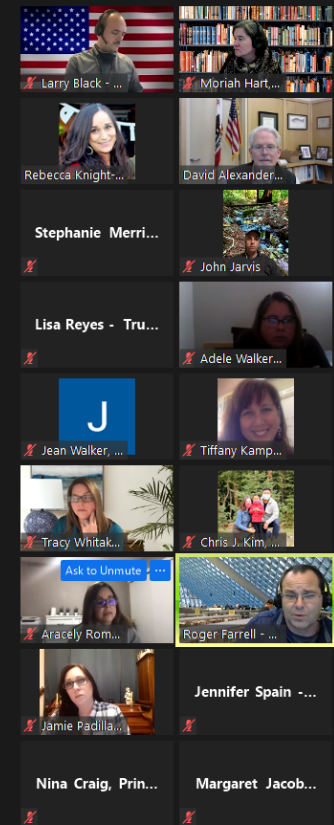 Larry Black - ...
Moriah Hart,...
Rebecca Knight-...
David Alexander...
Stephanie Merri...
John Jarvis
Lisa Reyes - Tru...
Adele Walker...
J
Jean Walker, ...
Tiffany Kamp...
Tracy Whitak...
Chris J. Kim, ...
Ask to Unmute
...
Aracely Rom...
Roger Farrell - ...
Jamie Padilla...
Jennifer Spain -...
Nina Craig, Prin...
Margaret Jacob...